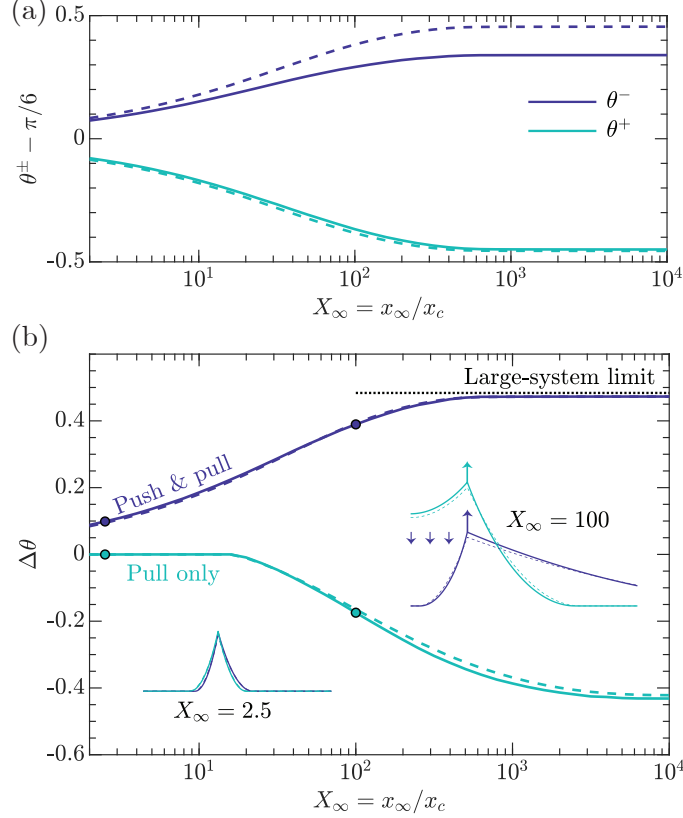 (a)
0.5
0
-0.5
θ± − π/6
θ⁻
θ⁺
10¹ 10² 10³ 10⁴
X∞ = x∞/xc
(b)
0.4
0.2
0
-0.2
-0.4
-0.6
Δθ
Large-system limit
Push & pull
X∞ = 100
Pull only
X∞ = 2.5
10¹ 10² 10³ 10⁴
X∞ = x∞/xc